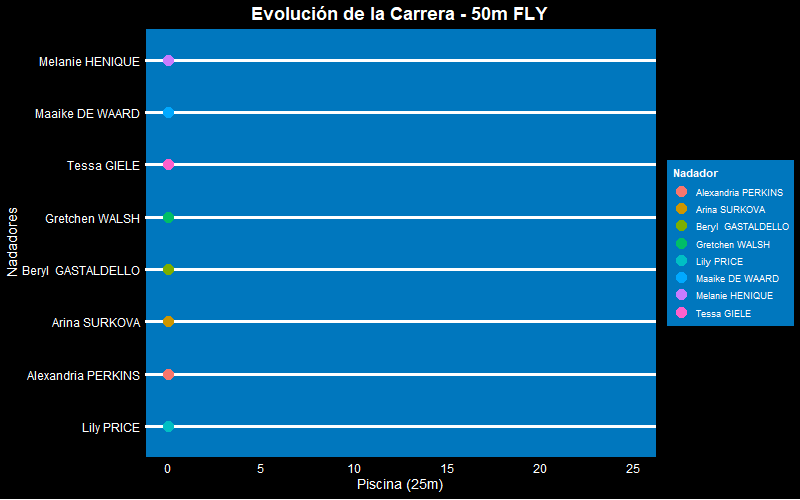 Evolución de la Carrera - 50m FLY
Nadadores
Melanie HENIQUE
Maaike DE WAARD
Tessa GIELE
Gretchen WALSH
Beryl  GASTALDELLO
Arina SURKOVA
Alexandria PERKINS
Lily PRICE
0 5 10 15 20 25
Piscina (25m)
Nadador
Alexandria PERKINS
Arina SURKOVA
Beryl  GASTALDELLO
Gretchen WALSH
Lily PRICE
Maaike DE WAARD
Melanie HENIQUE
Tessa GIELE